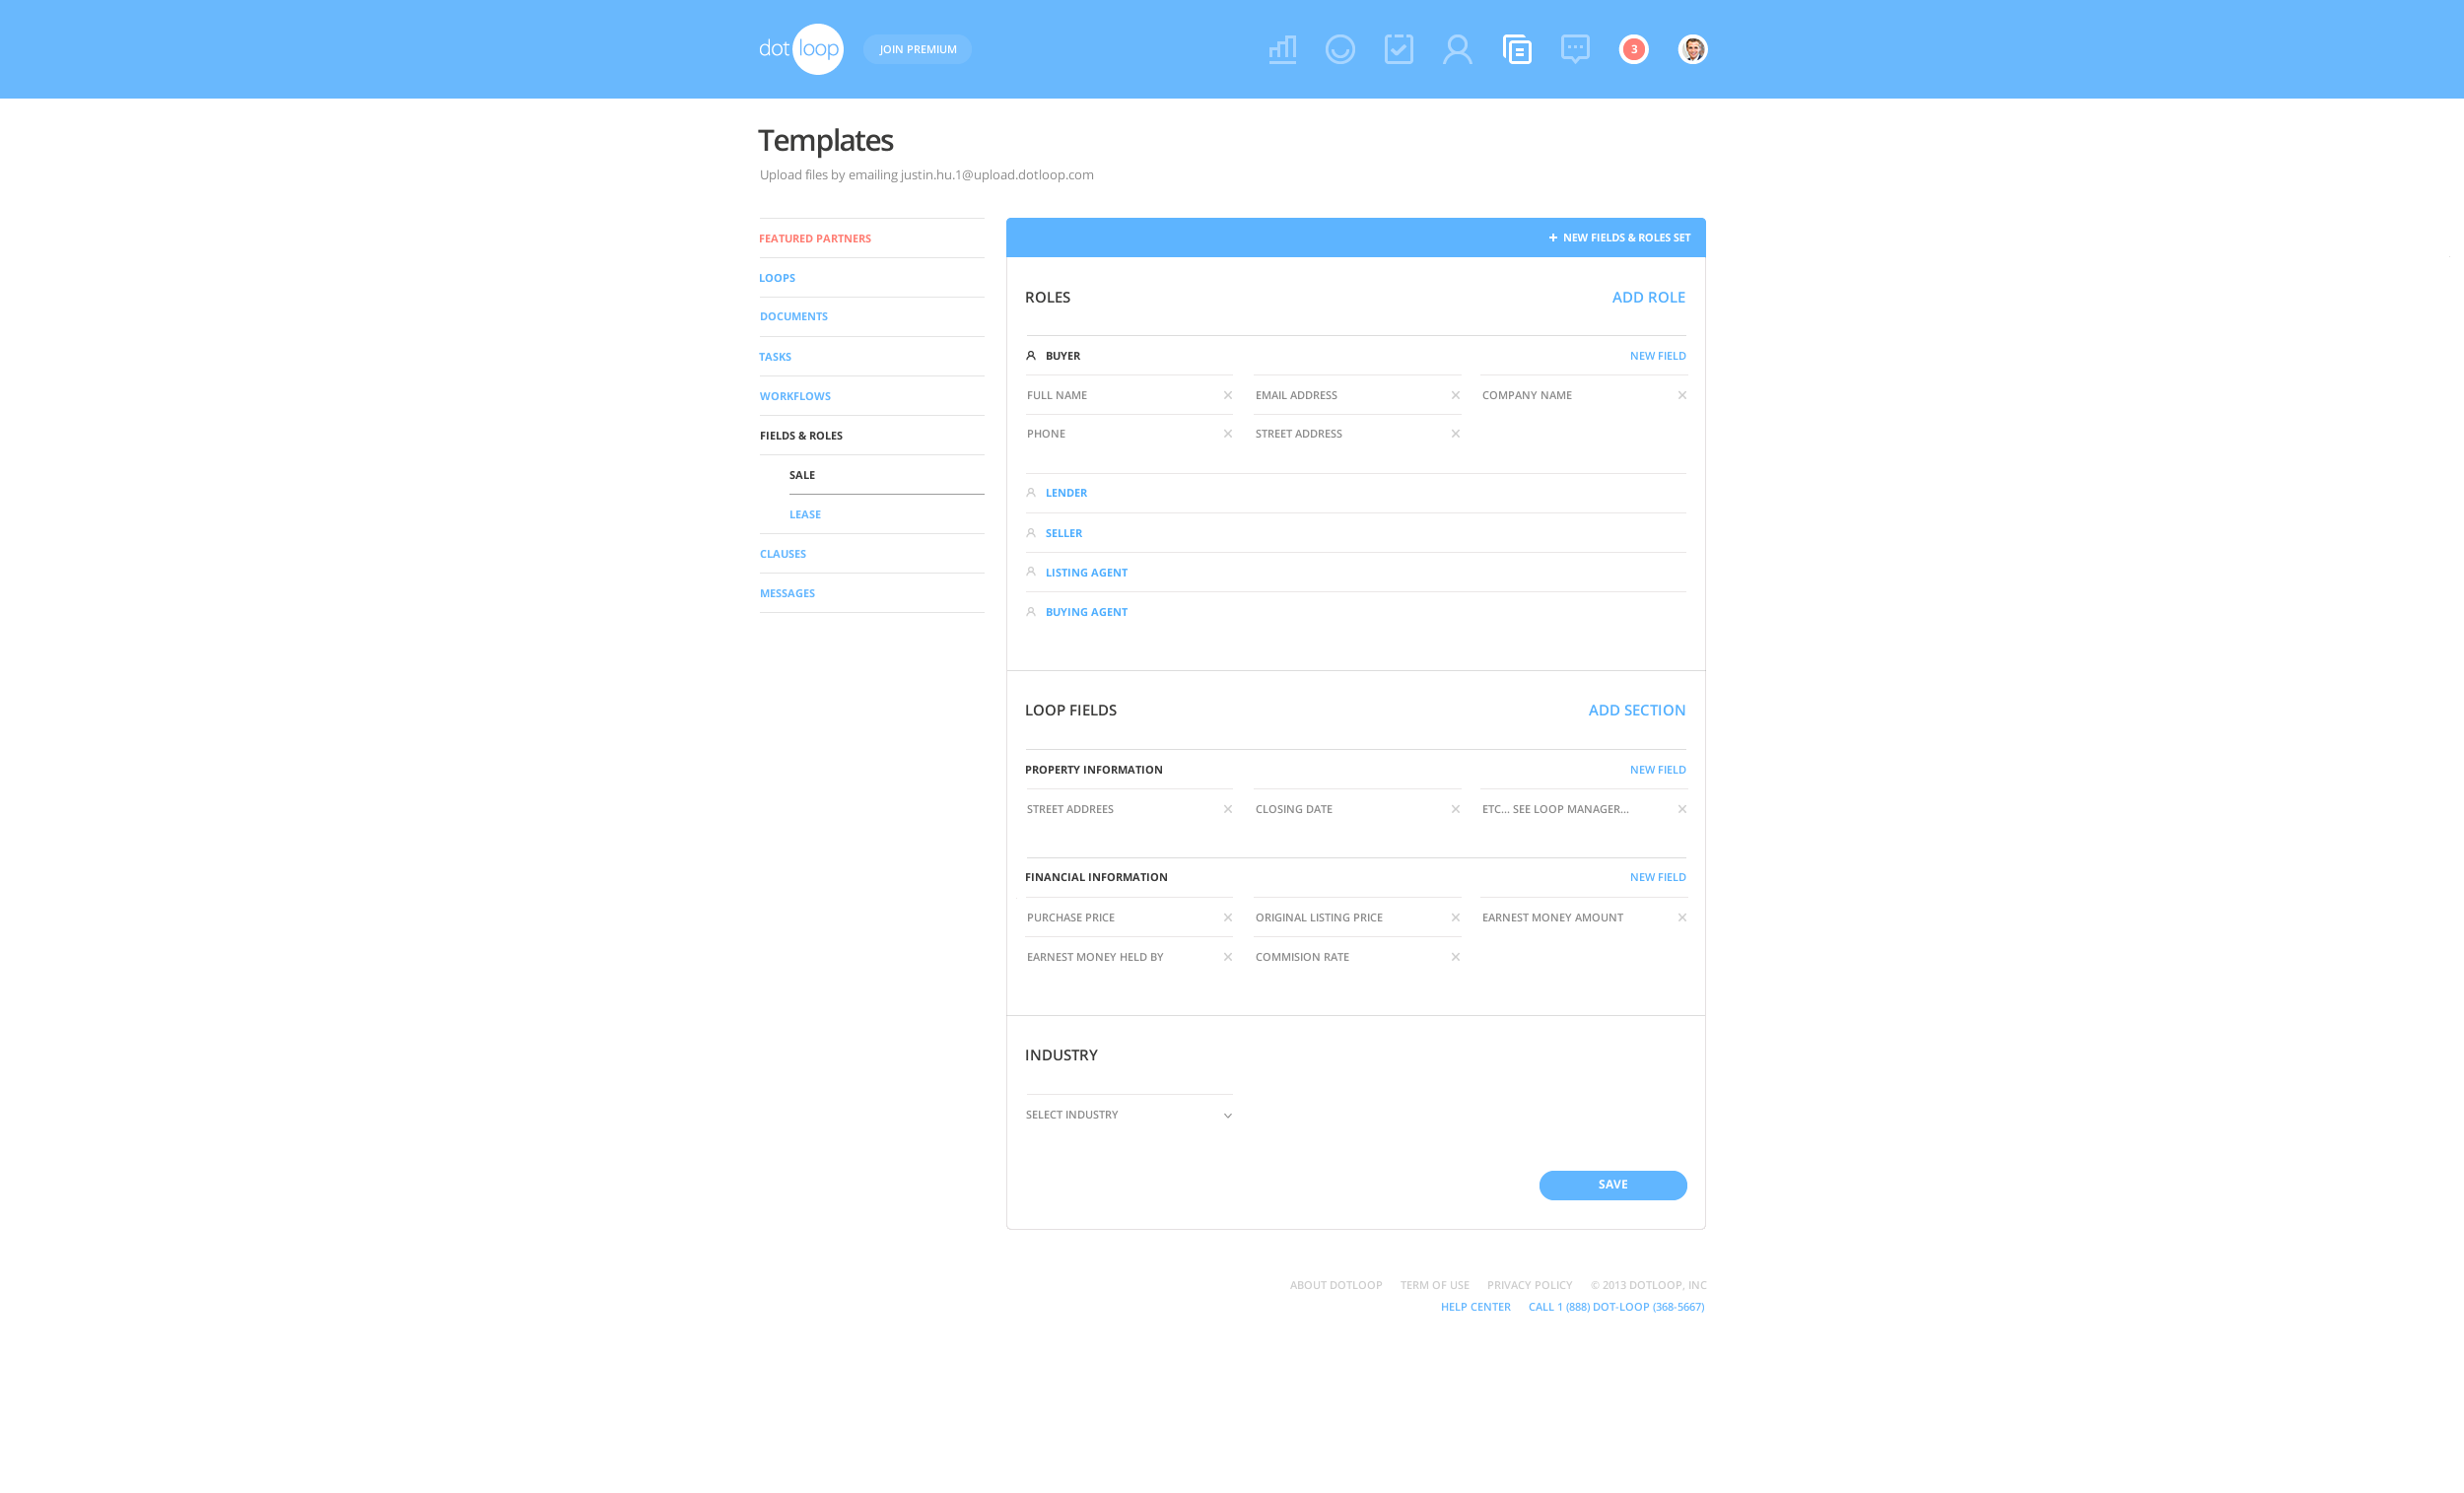 dot loop JOIN PREMIUM 3
Templates
Upload files by emailing justin.hu.1@upload.dotloop.com
FEATURED PARTNERS
LOOPS
DOCUMENTS
TASKS
WORKFLOWS
FIELDS & ROLES
SALE
LEASE
CLAUSES
MESSAGES
+ NEW FIELDS & ROLES SET
ROLES ADD ROLE
BUYER NEW FIELD
FULL NAME EMAIL ADDRESS COMPANY NAME
PHONE STREET ADDRESS
LENDER
SELLER
LISTING AGENT
BUYING AGENT
LOOP FIELDS ADD SECTION
PROPERTY INFORMATION NEW FIELD
STREET ADDREES CLOSING DATE ETC... SEE LOOP MANAGER...
FINANCIAL INFORMATION NEW FIELD
PURCHASE PRICE ORIGINAL LISTING PRICE EARNEST MONEY AMOUNT
EARNEST MONEY HELD BY COMMISION RATE
INDUSTRY
SELECT INDUSTRY
SAVE
ABOUT DOTLOOP TERM OF USE PRIVACY POLICY © 2013 DOTLOOP, INC
HELP CENTER CALL 1 (888) DOT-LOOP (368-5667)